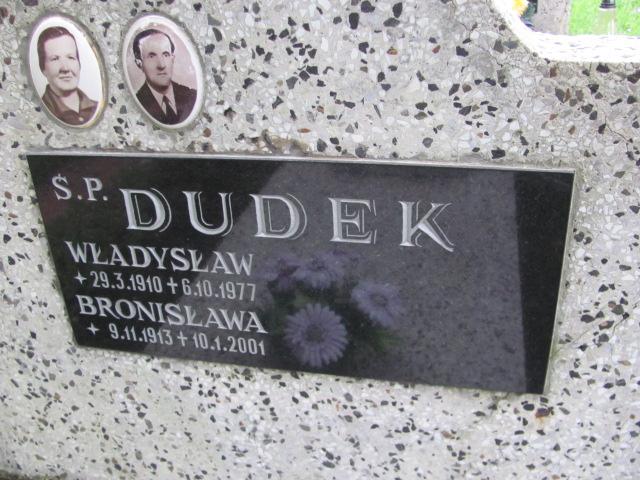 Ś.P. DUDEK
WŁADYSŁAW
✦ 29.3.1910 + 6.10.1977
BRONISŁAWA
✦ 9.11.1913 + 10.1.2001